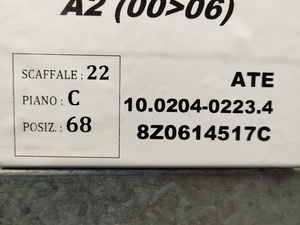 A2 (00>06)
SCAFFALE : 22
PIANO : C
POSIZ. : 68
ATE
10.0204-0223.4
8Z0614517C